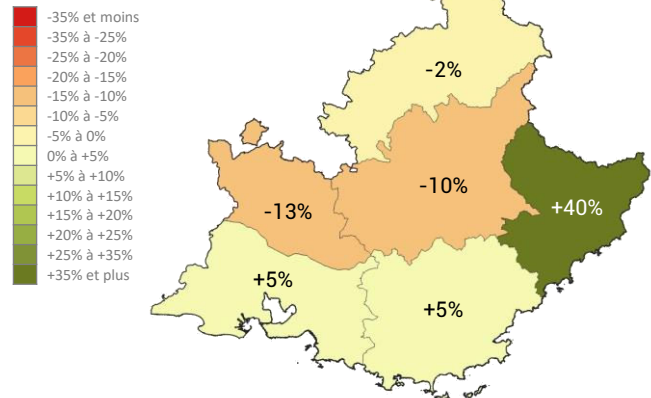 -35% et moins
-35% à -25%
-25% à -20%
-20% à -15%
-15% à -10%
-10% à -5%
-5% à 0%
0% à +5%
+5% à +10%
+10% à +15%
+15% à +20%
+20% à +25%
+25% à +35%
+35% et plus
-2%
-10%
+40%
-13%
+5%
+5%